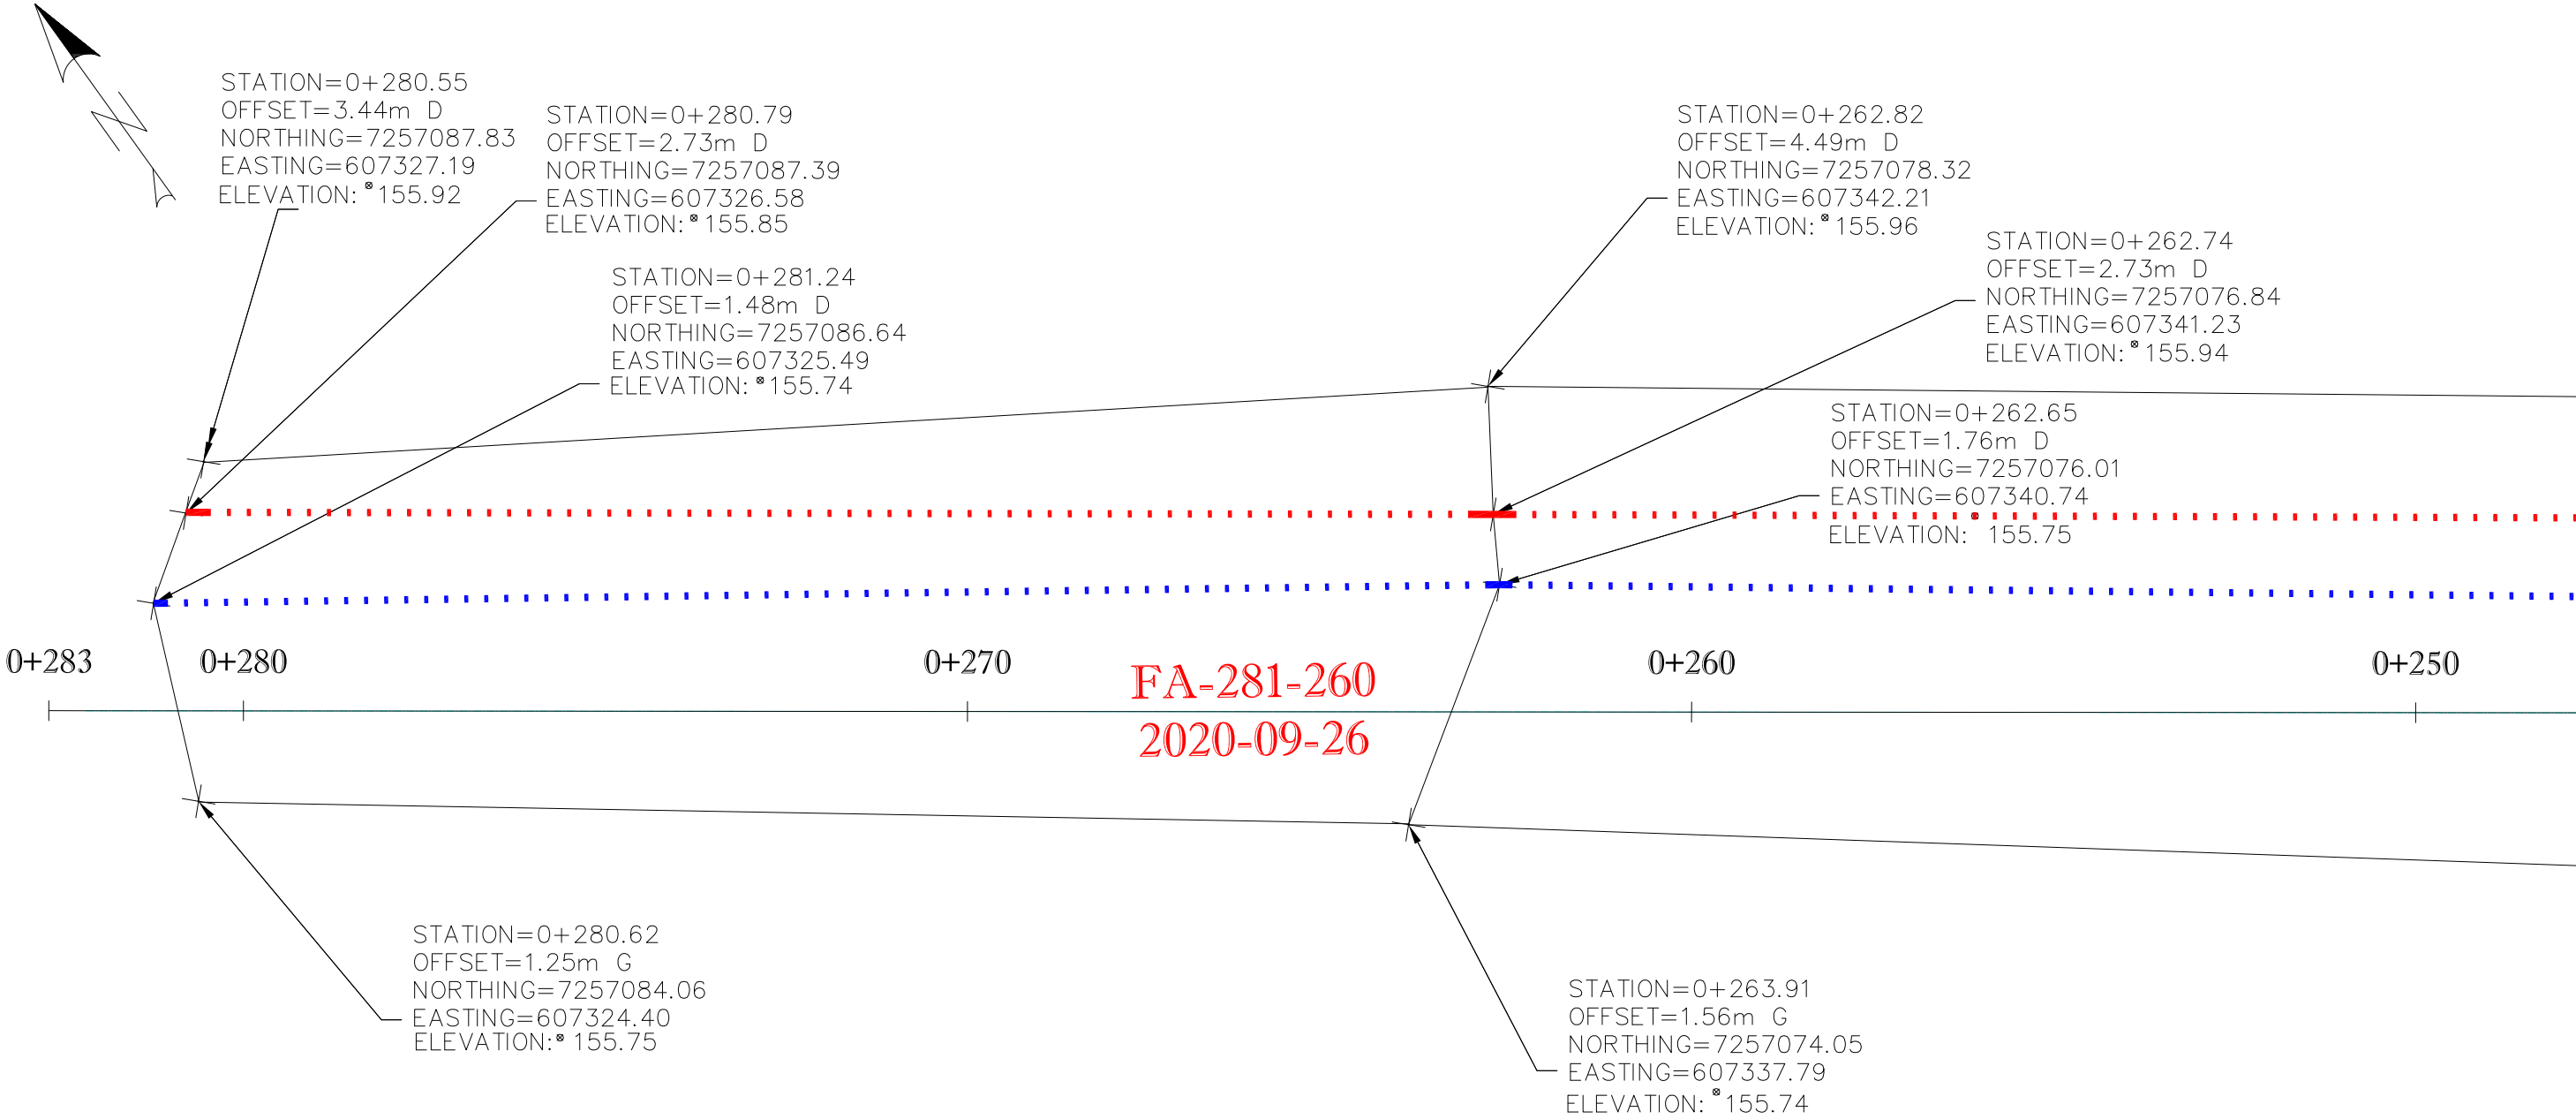 STATION=0+280.55
OFFSET=3.44m D
NORTHING=7257087.83
EASTING=607327.19
ELEVATION: 155.92
STATION=0+280.79
OFFSET=2.73m D
NORTHING=7257087.39
EASTING=607326.58
ELEVATION: 155.85
STATION=0+281.24
OFFSET=1.48m D
NORTHING=7257086.64
EASTING=607325.49
ELEVATION: 155.74
STATION=0+262.82
OFFSET=4.49m D
NORTHING=7257078.32
EASTING=607342.21
ELEVATION: 155.96
STATION=0+262.74
OFFSET=2.73m D
NORTHING=7257076.84
EASTING=607341.23
ELEVATION: 155.94
STATION=0+262.65
OFFSET=1.76m D
NORTHING=7257076.01
EASTING=607340.74
ELEVATION: 155.75
0+283 0+280 0+270 0+260 0+250
FA-281-260
2020-09-26
STATION=0+280.62
OFFSET=1.25m G
NORTHING=7257084.06
EASTING=607324.40
ELEVATION: 155.75
STATION=0+263.91
OFFSET=1.56m G
NORTHING=7257074.05
EASTING=607337.79
ELEVATION: 155.74